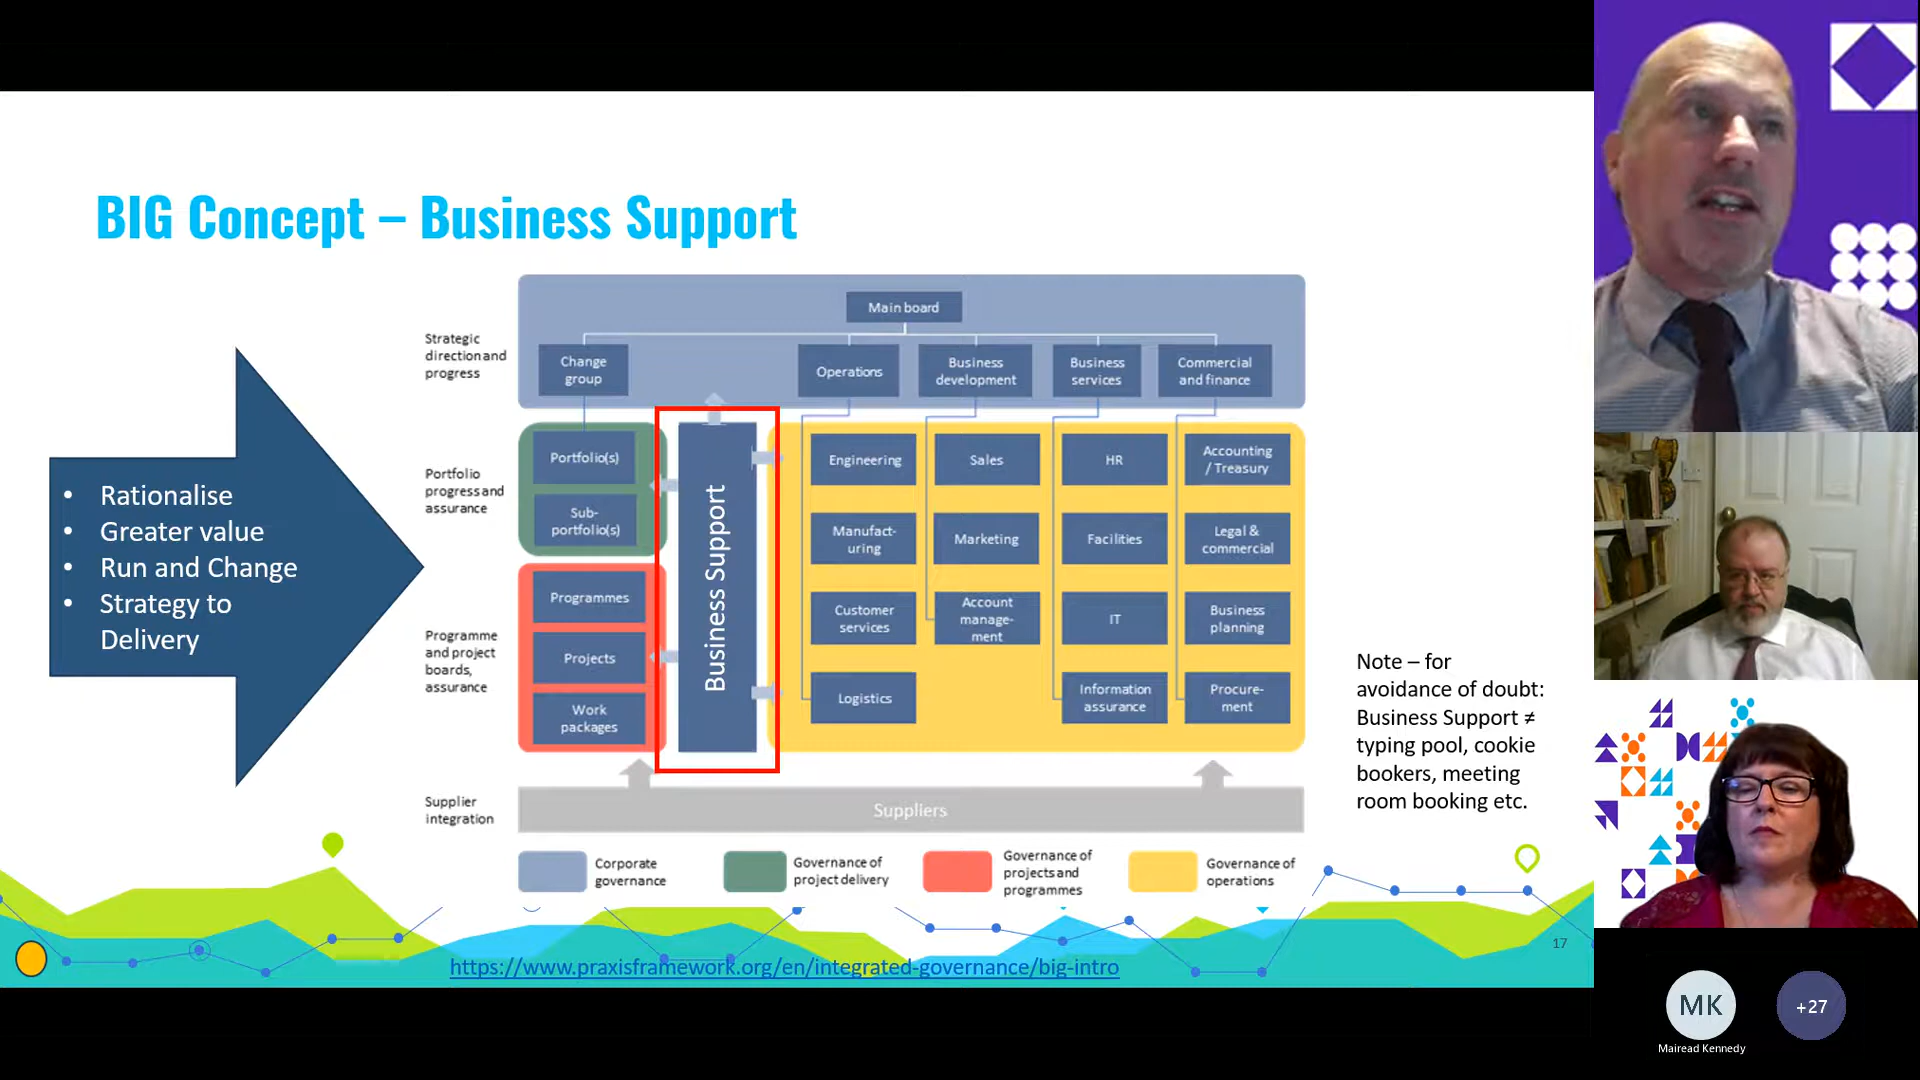 BIG Concept – Business Support
Main board
Strategic
direction and
progress
Change
group
Operations
Business
development
Business
services
Commercial
and finance
• Rationalise
• Greater value
• Run and Change
• Strategy to
Delivery
Portfolio
progress and
assurance
Portfolio(s)
Sub-
portfolio(s)
Programme
and project
boards,
assurance
Programmes
Projects
Work
packages
Business Support
Engineering
Sales
HR
Accounting
/ Treasury
Manufact-
uring
Marketing
Facilities
Legal &
commercial
Customer
services
Account
manage-
ment
IT
Business
planning
Logistics
Information
assurance
Procure-
ment
Note – for
avoidance of doubt:
Business Support ≠
typing pool, cookie
bookers, meeting
room booking etc.
Supplier
integration
Suppliers
Corporate
governance
Governance of
project delivery
Governance of
projects and
programmes
Governance of
operations
17
https://www.praxisframework.org/en/integrated-governance/big-intro
MK
+27
Mairead Kennedy